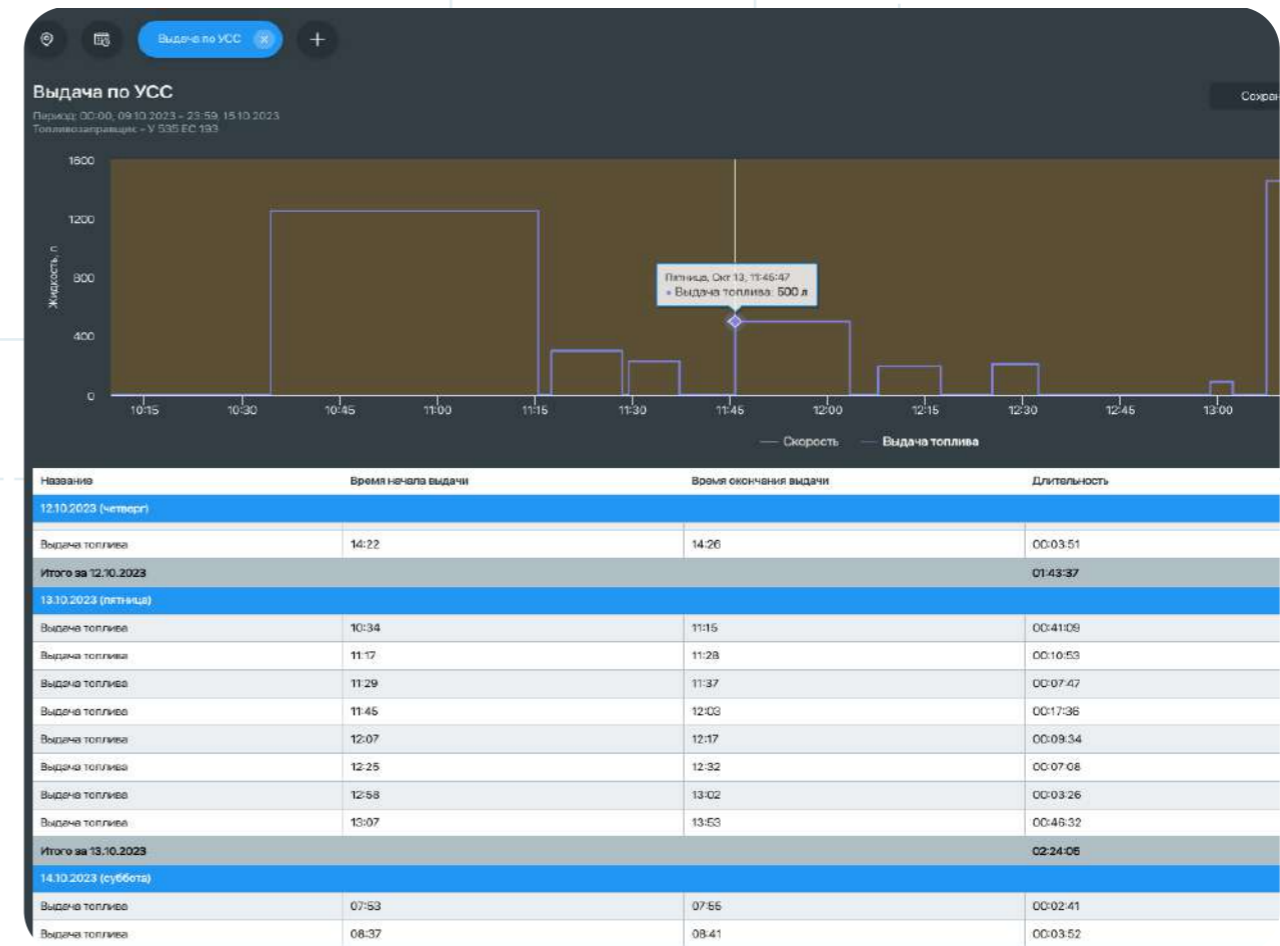 Выдача по УСС
Выдача по УСС
Сохран
Период: 00:00, 09.10.2023 – 23:59, 15.10.2023
Топливозаправщик – У 535 ЕС 193
1600
1200
800
400
0
Жидкость, л
Пятница, Окт 13, 11:45:47
Выдача топлива: 500 л
10:15 10:30 10:45 11:00 11:15 11:30 11:45 12:00 12:15 12:30 12:45 13:00
Скорость Выдача топлива
Название Время начала выдачи Время окончания выдачи Длительность
12.10.2023 (четверг)
Выдача топлива 14:22 14:26 00:03:51
Итого за 12.10.2023 01:43:37
13.10.2023 (пятница)
Выдача топлива 10:34 11:15 00:41:09
Выдача топлива 11:17 11:28 00:10:53
Выдача топлива 11:29 11:37 00:07:47
Выдача топлива 11:45 12:03 00:17:36
Выдача топлива 12:07 12:17 00:09:34
Выдача топлива 12:25 12:32 00:07:08
Выдача топлива 12:58 13:02 00:03:26
Выдача топлива 13:07 13:53 00:46:32
Итого за 13.10.2023 02:24:05
14.10.2023 (суббота)
Выдача топлива 07:53 07:55 00:02:41
Выдача топлива 08:37 08:41 00:03:52